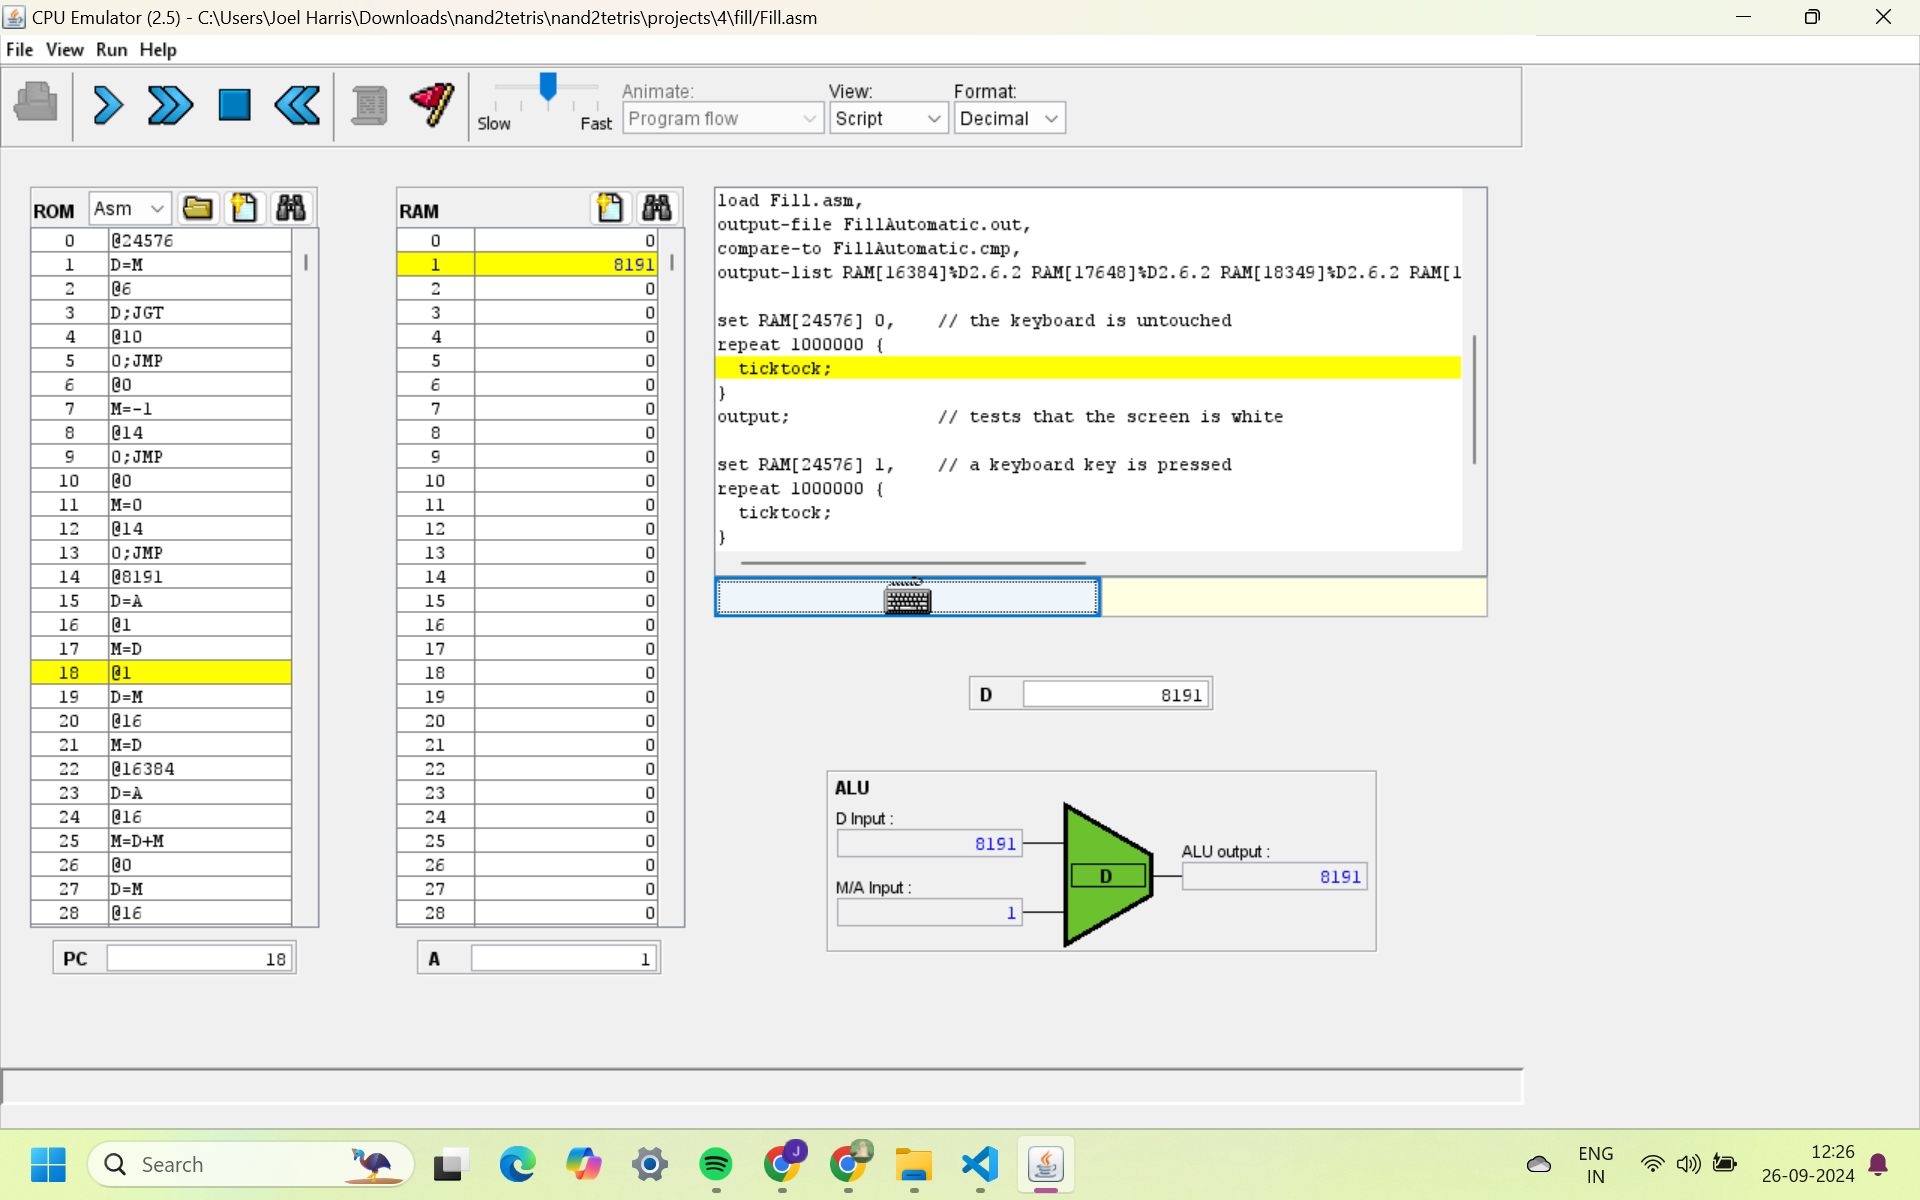 CPU Emulator (2.5) - C:\Users\Joel Harris\Downloads\nand2tetris\nand2tetris\projects\4\fill/Fill.asm
File View Run Help
Slow Fast
Animate:
Program flow
View:
Script
Format:
Decimal
ROM Asm
0 @24576
1 D=M
2 @6
3 D;JGT
4 @10
5 0;JMP
6 @0
7 M=-1
8 @14
9 0;JMP
10 @0
11 M=0
12 @14
13 0;JMP
14 @8191
15 D=A
16 @1
17 M=D
18 @1
19 D=M
20 @16
21 M=D
22 @16384
23 D=A
24 @16
25 M=D+M
26 @0
27 D=M
28 @16
PC 18
RAM
0 0
1 8191
2 0
3 0
4 0
5 0
6 0
7 0
8 0
9 0
10 0
11 0
12 0
13 0
14 0
15 0
16 0
17 0
18 0
19 0
20 0
21 0
22 0
23 0
24 0
25 0
26 0
27 0
28 0
A 1
load Fill.asm,
output-file FillAutomatic.out,
compare-to FillAutomatic.cmp,
output-list RAM[16384]%D2.6.2 RAM[17648]%D2.6.2 RAM[18349]%D2.6.2 RAM[1
set RAM[24576] 0, // the keyboard is untouched
repeat 1000000 {
ticktock;
}
output; // tests that the screen is white
set RAM[24576] 1, // a keyboard key is pressed
repeat 1000000 {
ticktock;
}
D 8191
ALU
D Input :
8191
M/A Input :
1
D
ALU output :
8191
Search
J
ENG
IN
12:26
26-09-2024